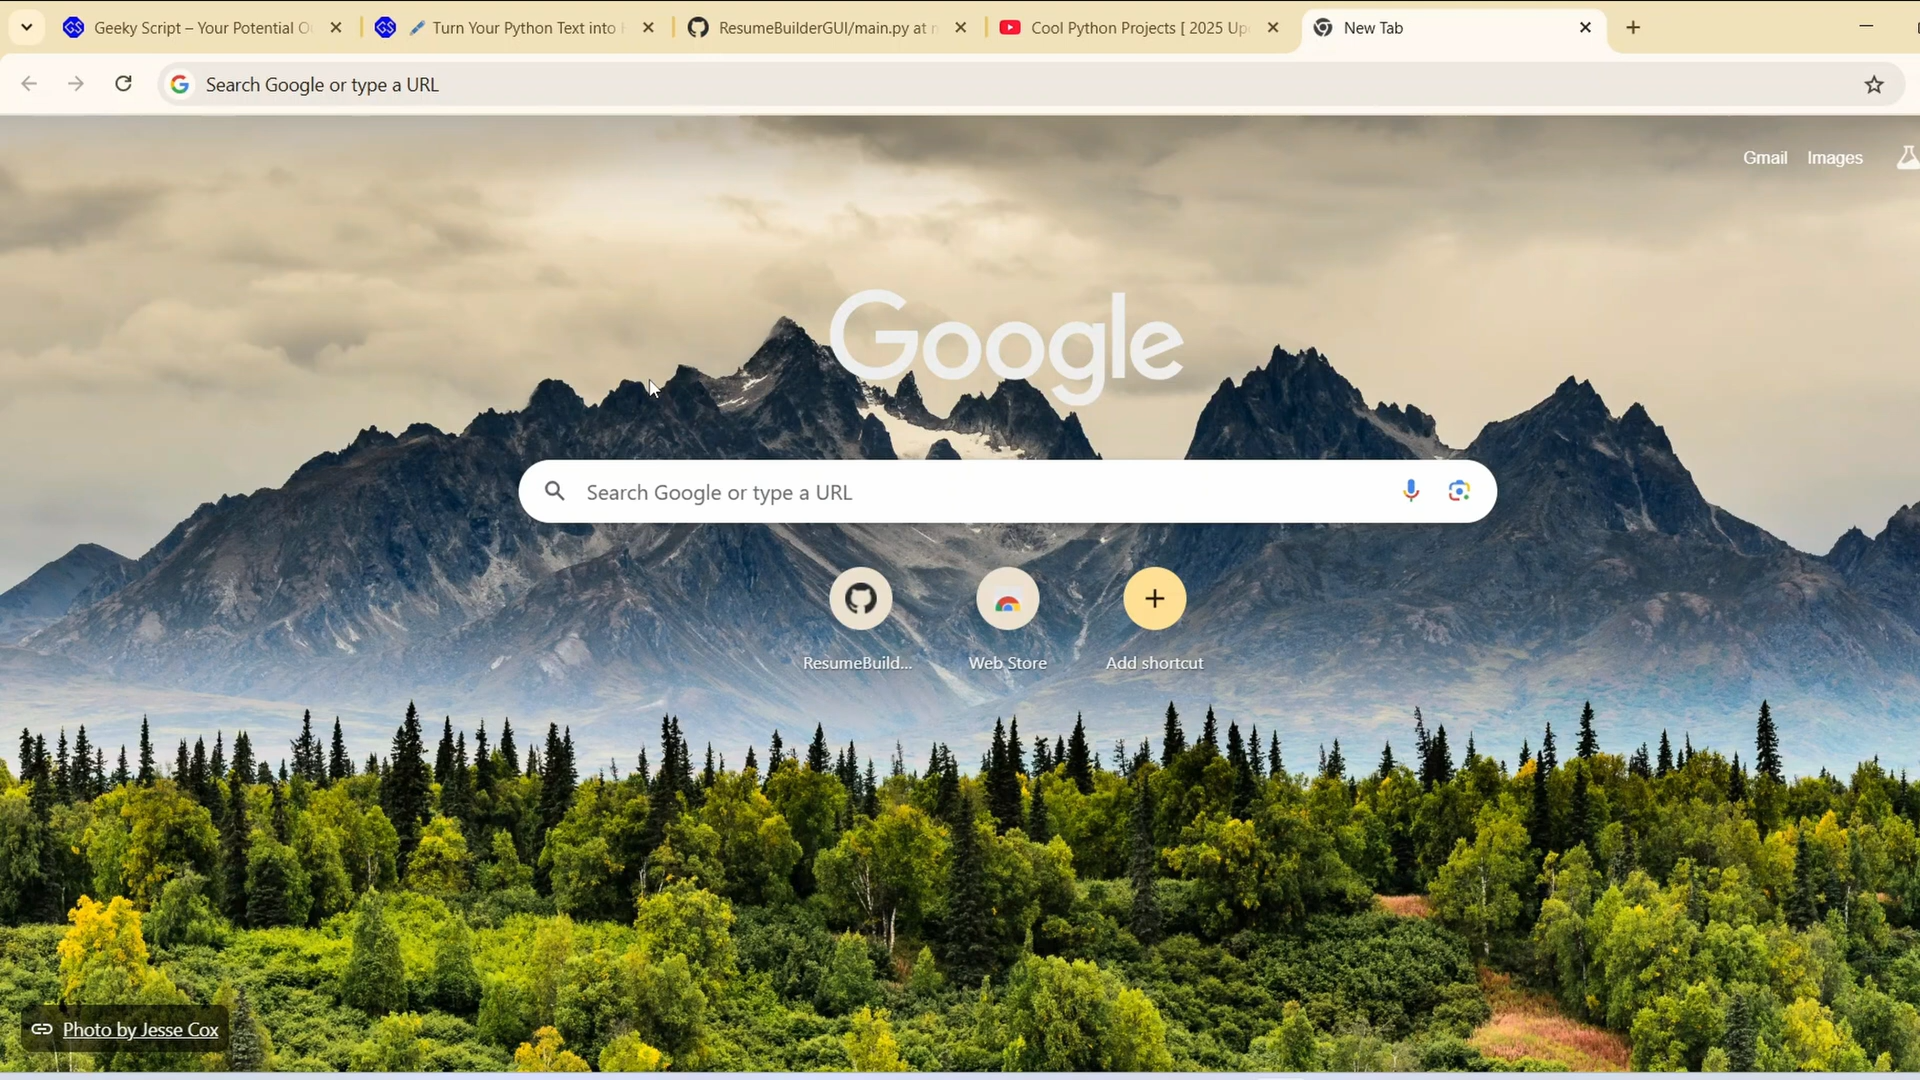 Geeky Script – Your Potential O
Turn Your Python Text into
ResumeBuilderGUI/main.py at
Cool Python Projects [ 2025 Up
New Tab
Search Google or type a URL
Gmail
Images
Google
Search Google or type a URL
ResumeBuild...
Web Store
Add shortcut
Photo by Jesse Cox